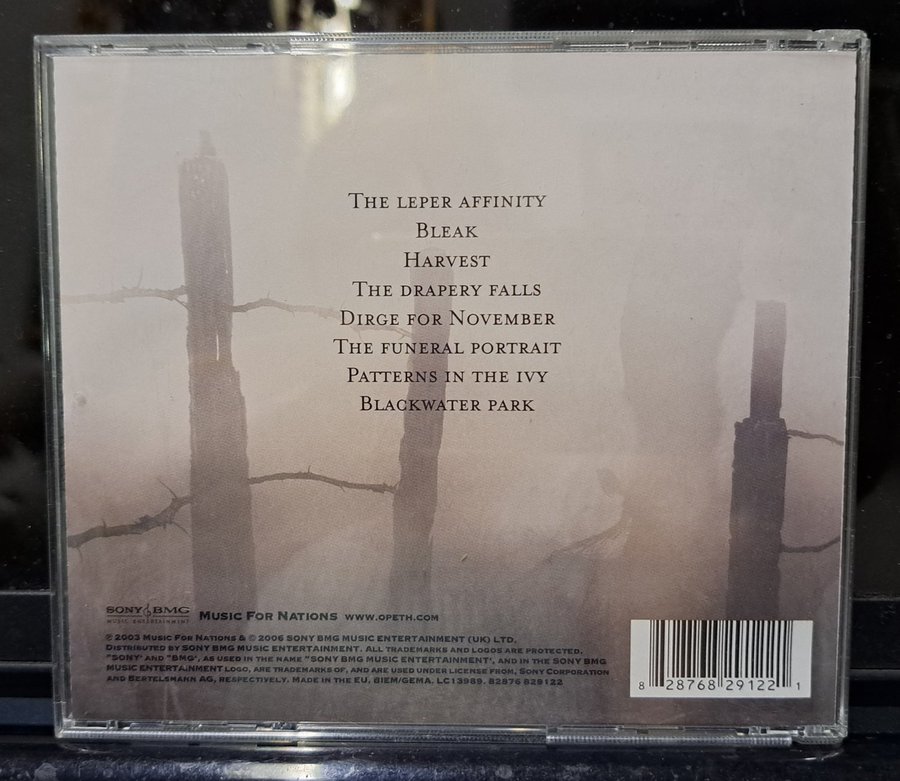 The leper affinity
Bleak
Harvest
The drapery falls
Dirge for November
The funeral portrait
Patterns in the ivy
Blackwater park
SONY BMG
MUSIC ENTERTAINMENT
Music For Nations www.opeth.com
℗ 2003 Music For Nations & © 2006 SONY BMG MUSIC ENTERTAINMENT (UK) LTD.
Distributed by SONY BMG MUSIC ENTERTAINMENT. All trademarks and logos are protected.
"SONY" and "BMG", as used in the name "SONY BMG MUSIC ENTERTAINMENT", and in the SONY BMG
MUSIC ENTERTAINMENT logo, are trademarks of, and are used under license from, Sony Corporation
and Bertelsmann AG, respectively. Made in the EU. BIEM/GEMA. LC13989. 82876 829122
8 28768 29122 1